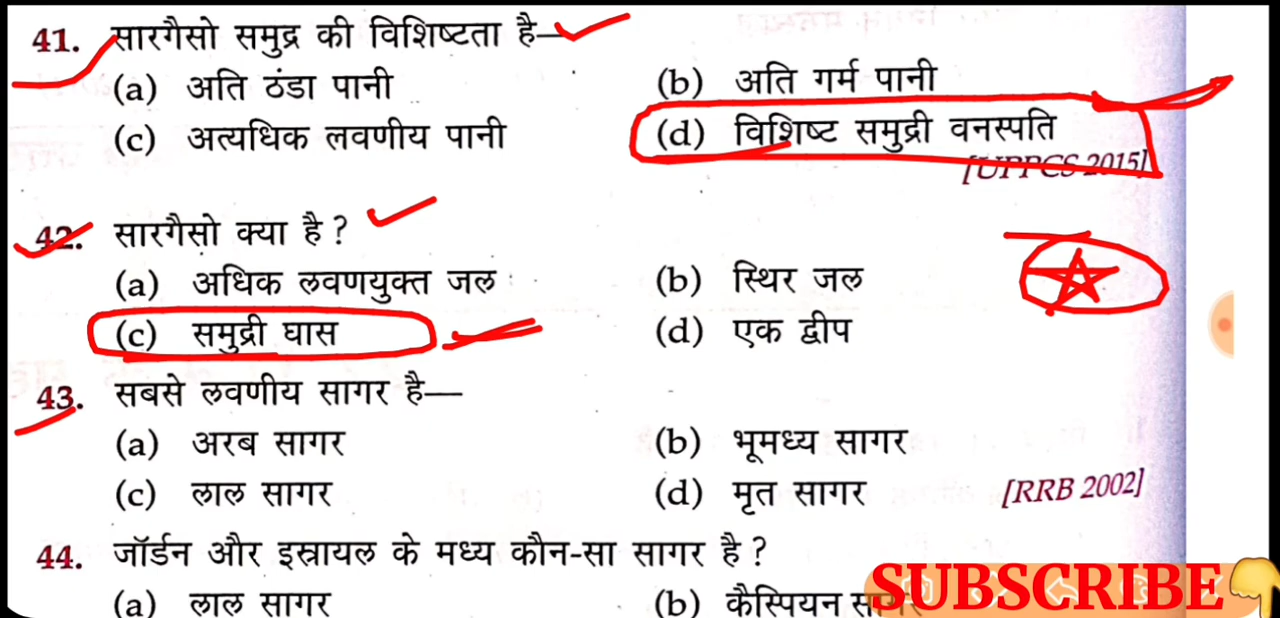 41. सारगैसो समुद्र की विशिष्टता है—
(a) अति ठंडा पानी (b) अति गर्म पानी
(c) अत्यधिक लवणीय पानी (d) विशिष्ट समुद्री वनस्पति
[UPPCS 2015]
42. सारगैसो क्या है ?
(a) अधिक लवणयुक्त जल (b) स्थिर जल
(c) समुद्री घास (d) एक द्वीप
43. सबसे लवणीय सागर है—
(a) अरब सागर (b) भूमध्य सागर
(c) लाल सागर (d) मृत सागर [RRB 2002]
44. जॉर्डन और इस्रायल के मध्य कौन-सा सागर है ?
(a) लाल सागर (b) कैस्पियन सागर
SUBSCRIBE